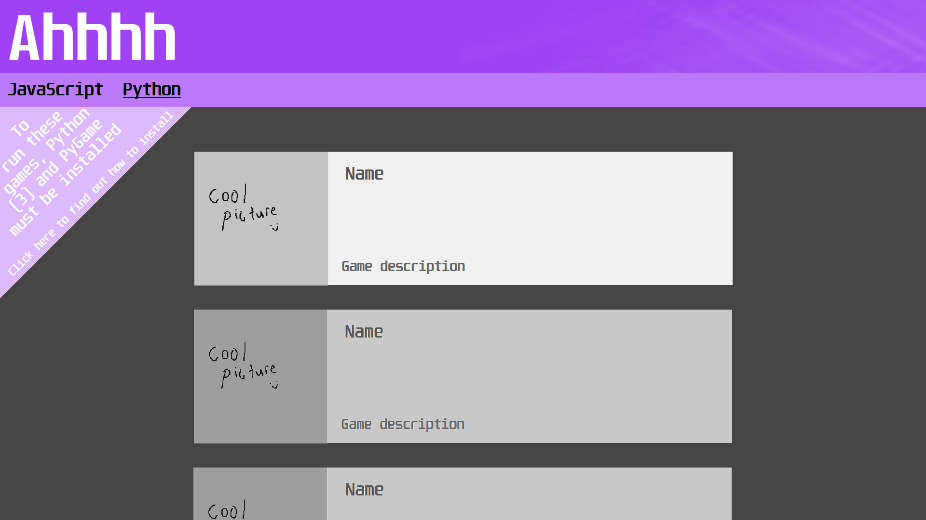 Ahhhh
JavaScript Python
To
run these
games, Python
(3) and PyGame
must be installed
Click here to find out how to install
Name
Cool
picture
Game description
Name
Cool
picture
Game description
Name
Cool